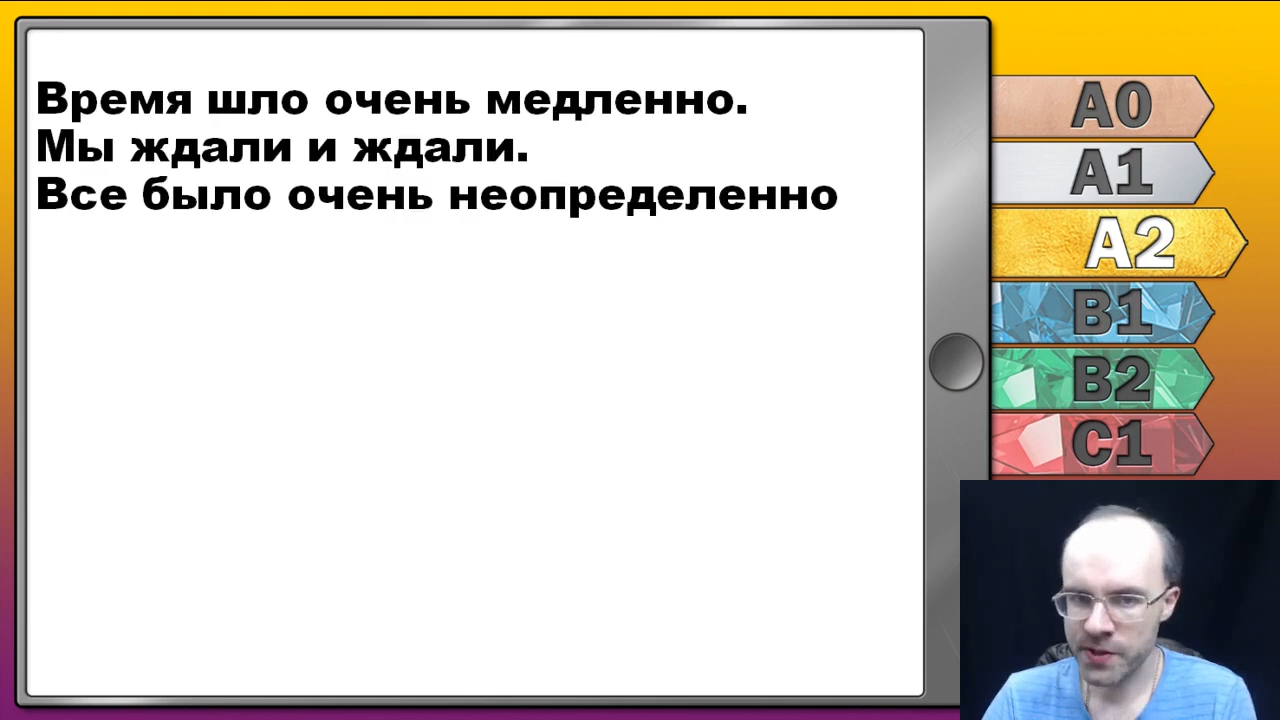 Время шло очень медленно.
Мы ждали и ждали.
Все было очень неопределенно
A0
A1
A2
B1
B2
C1